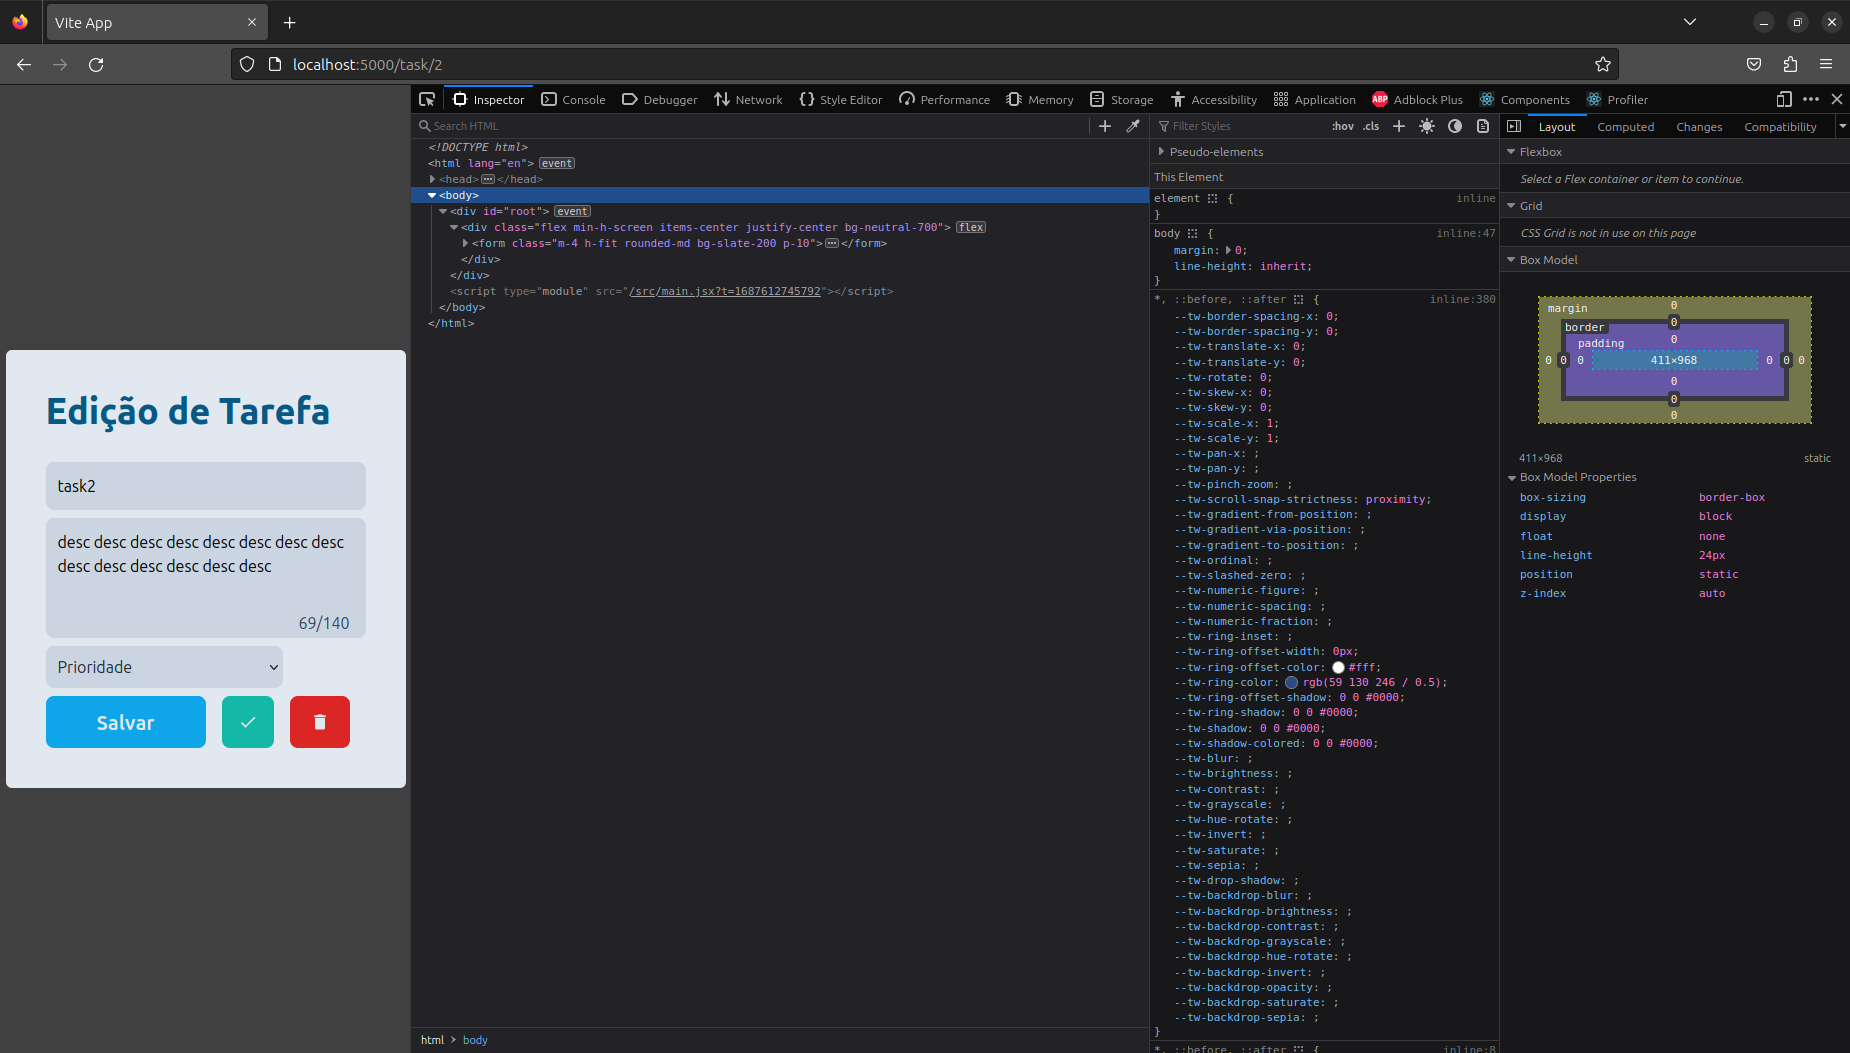 Vite App
localhost:5000/task/2
Inspector
Console
Debugger
Network
Style Editor
Performance
Memory
Storage
Accessibility
Application
ABP
Adblock Plus
Components
Profiler
Search HTML
<!DOCTYPE html>
<html lang="en"> event
<head> </head>
<body>
<div id="root"> event
<div class="flex min-h-screen items-center justify-center bg-neutral-700"> flex
<form class="m-4 h-fit rounded-md bg-slate-200 p-10"> </form>
</div>
</div>
<script type="module" src="/src/main.jsx?t=1687612745792"></script>
</body>
</html>
html > body
Edição de Tarefa
task2
desc desc desc desc desc desc desc desc
desc desc desc desc desc desc
69/140
Prioridade
Salvar
Filter Styles
:hov .cls
Pseudo-elements
This Element
element { inline
}
body { inline:47
margin: 0;
line-height: inherit;
}
*, ::before, ::after { inline:380
--tw-border-spacing-x: 0;
--tw-border-spacing-y: 0;
--tw-translate-x: 0;
--tw-translate-y: 0;
--tw-rotate: 0;
--tw-skew-x: 0;
--tw-skew-y: 0;
--tw-scale-x: 1;
--tw-scale-y: 1;
--tw-pan-x: ;
--tw-pan-y: ;
--tw-pinch-zoom: ;
--tw-scroll-snap-strictness: proximity;
--tw-gradient-from-position: ;
--tw-gradient-via-position: ;
--tw-gradient-to-position: ;
--tw-ordinal: ;
--tw-slashed-zero: ;
--tw-numeric-figure: ;
--tw-numeric-spacing: ;
--tw-numeric-fraction: ;
--tw-ring-inset: ;
--tw-ring-offset-width: 0px;
--tw-ring-offset-color: #fff;
--tw-ring-color: rgb(59 130 246 / 0.5);
--tw-ring-offset-shadow: 0 0 #0000;
--tw-ring-shadow: 0 0 #0000;
--tw-shadow: 0 0 #0000;
--tw-shadow-colored: 0 0 #0000;
--tw-blur: ;
--tw-brightness: ;
--tw-contrast: ;
--tw-grayscale: ;
--tw-hue-rotate: ;
--tw-invert: ;
--tw-saturate: ;
--tw-sepia: ;
--tw-drop-shadow: ;
--tw-backdrop-blur: ;
--tw-backdrop-brightness: ;
--tw-backdrop-contrast: ;
--tw-backdrop-grayscale: ;
--tw-backdrop-hue-rotate: ;
--tw-backdrop-invert: ;
--tw-backdrop-opacity: ;
--tw-backdrop-saturate: ;
--tw-backdrop-sepia: ;
}
*, ::before, ::after { inline:8
Layout
Computed
Changes
Compatibility
Flexbox
Select a Flex container or item to continue.
Grid
CSS Grid is not in use on this page
Box Model
margin 0
border 0
padding 0
0 0 0 411×968 0 0 0
0
0
0
411×968 static
Box Model Properties
box-sizing border-box
display block
float none
line-height 24px
position static
z-index auto